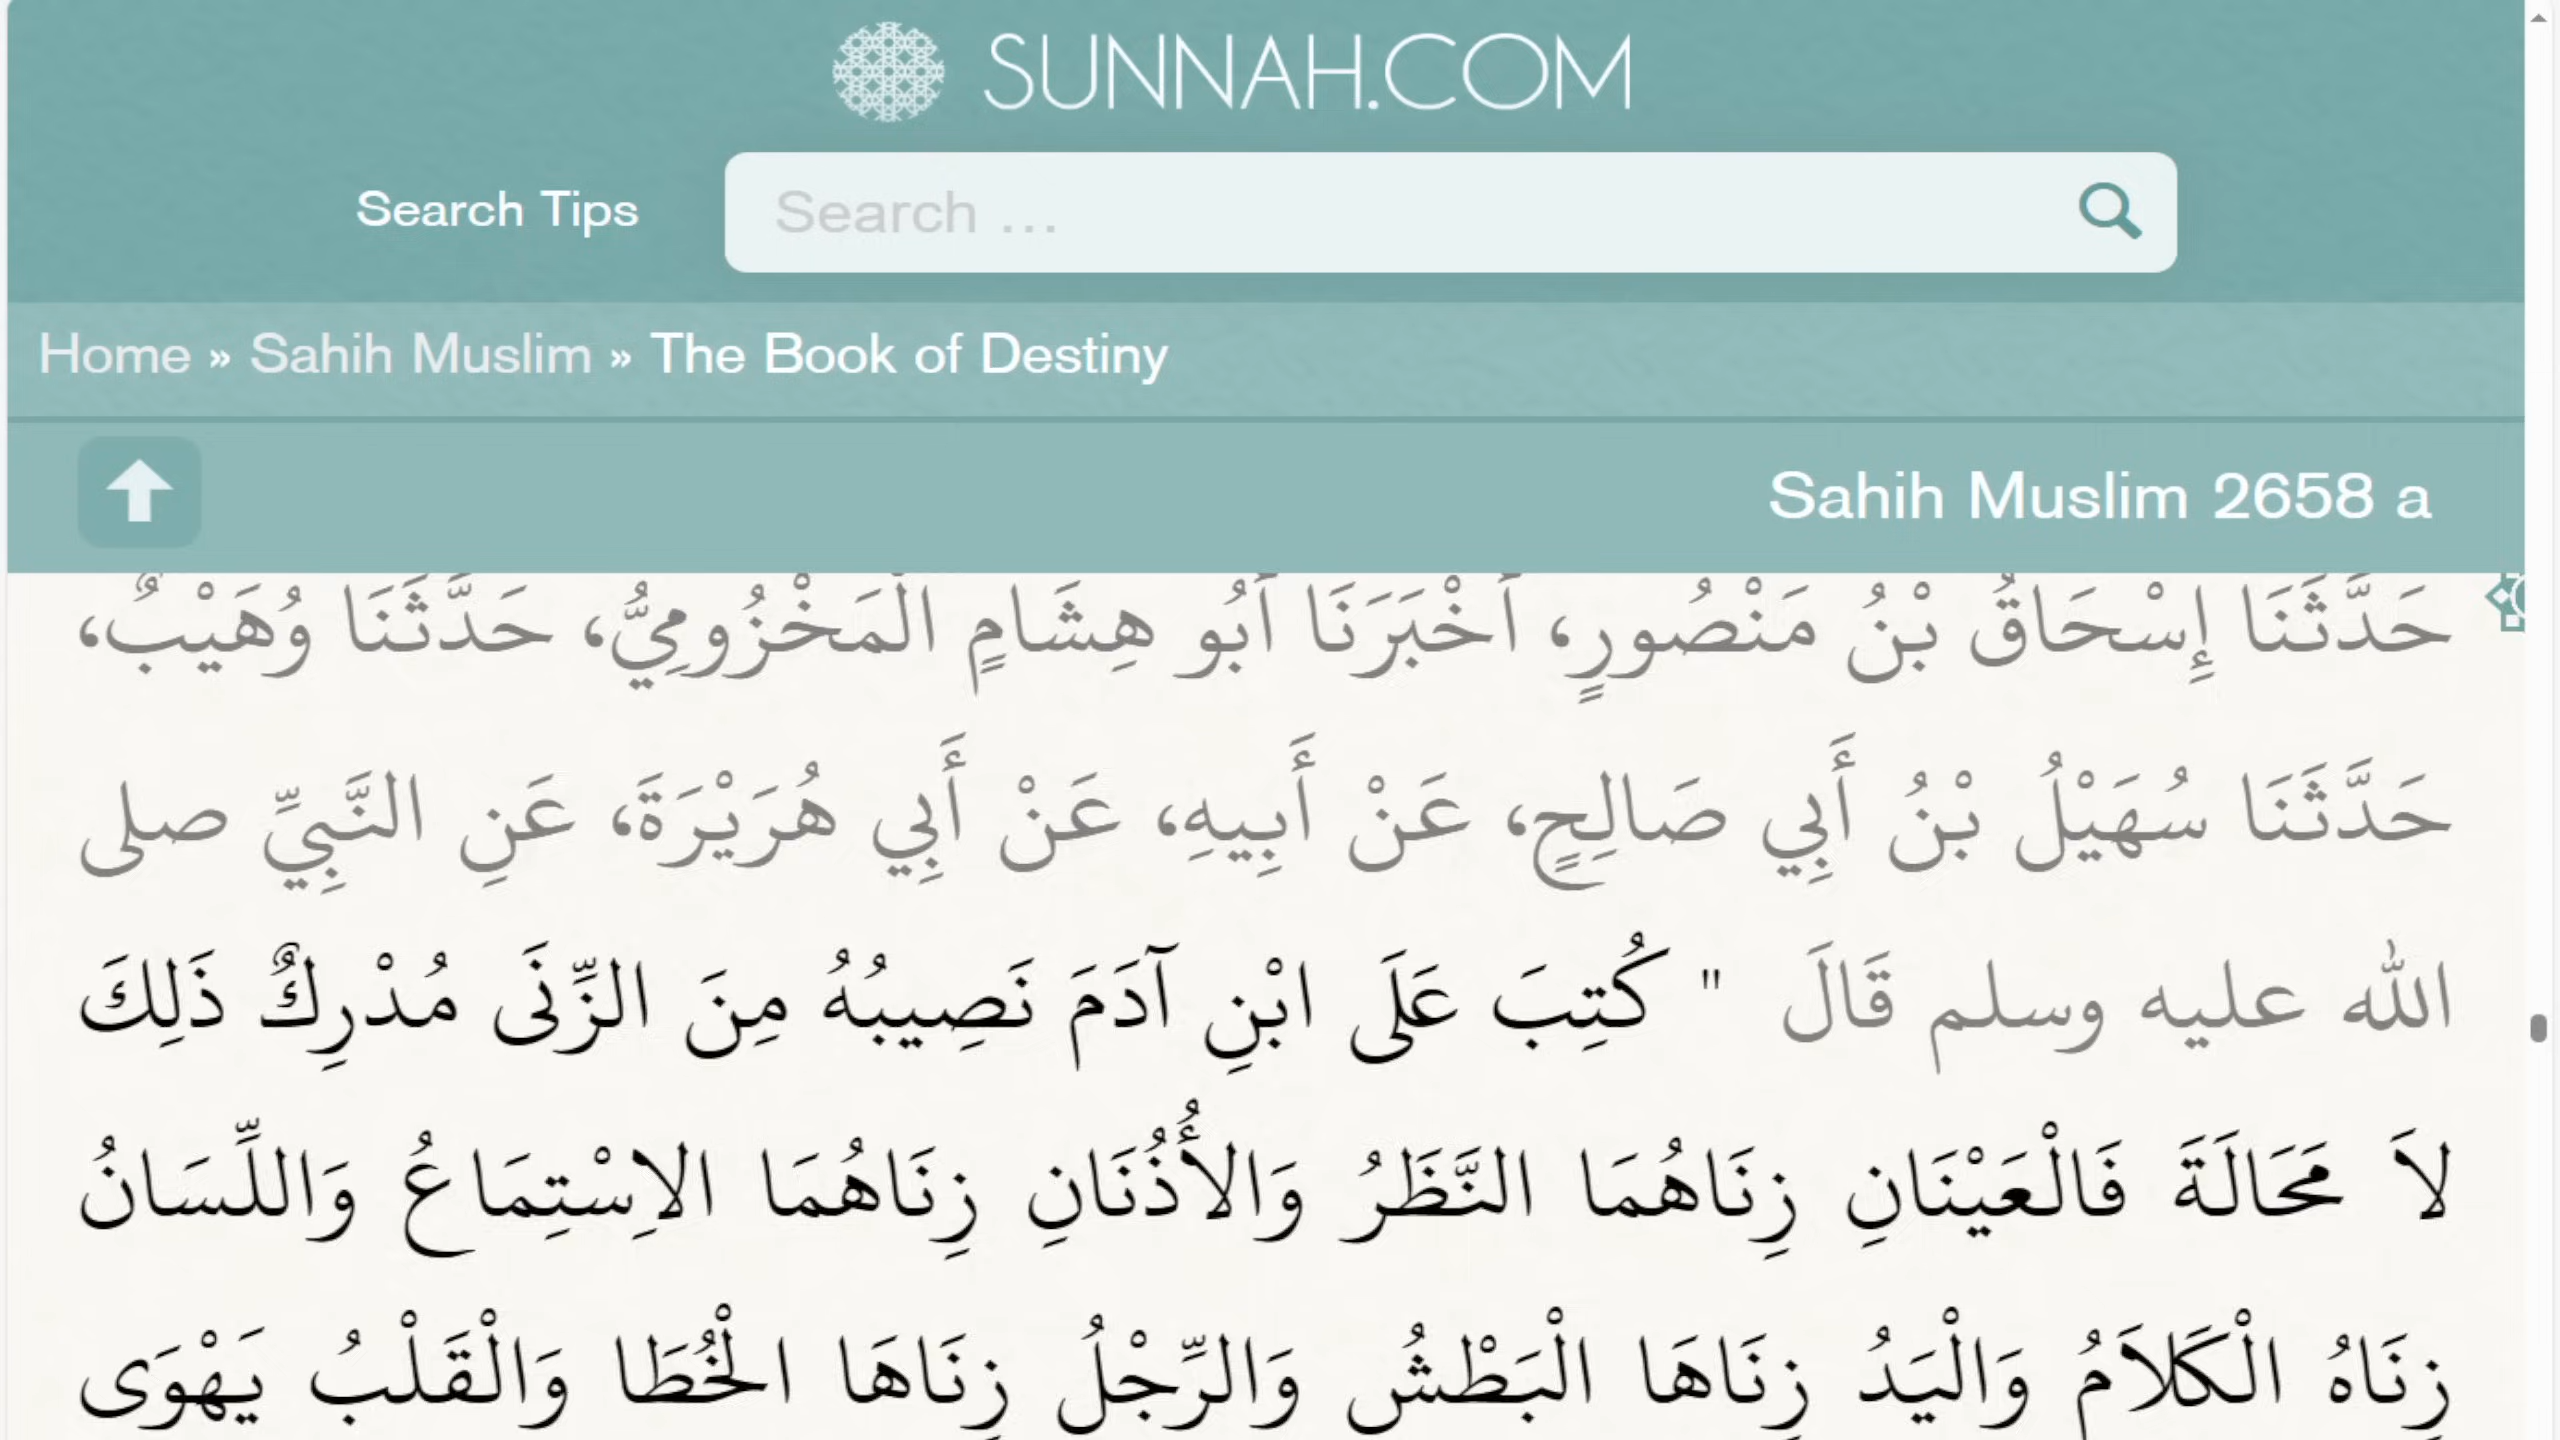 SUNNAH.COM
Search Tips
Search ...
Home » Sahih Muslim » The Book of Destiny
Sahih Muslim 2658 a
حَدَّثَنَا إِسْحَاقُ بْنُ مَنْصُورٍ، أَخْبَرَنَا أَبُو هِشَامٍ الْمَخْزُومِيُّ، حَدَّثَنَا وُهَيْبٌ،
حَدَّثَنَا سُهَيْلُ بْنُ أَبِي صَالِحٍ، عَنْ أَبِيهِ، عَنْ أَبِي هُرَيْرَةَ، عَنِ النَّبِيِّ صلى
الله عليه وسلم قَالَ " كُتِبَ عَلَى ابْنِ آدَمَ نَصِيبُهُ مِنَ الزِّنَى مُدْرِكٌ ذَلِكَ
لاَ مَحَالَةَ فَالْعَيْنَانِ زِنَاهُمَا النَّظَرُ وَالأُذُنَانِ زِنَاهُمَا الاِسْتِمَاعُ وَاللِّسَانُ
زِنَاهُ الْكَلاَمُ وَالْيَدُ زِنَاهَا الْبَطْشُ وَالرِّجْلُ زِنَاهَا الْخُطَا وَالْقَلْبُ يَهْوَى